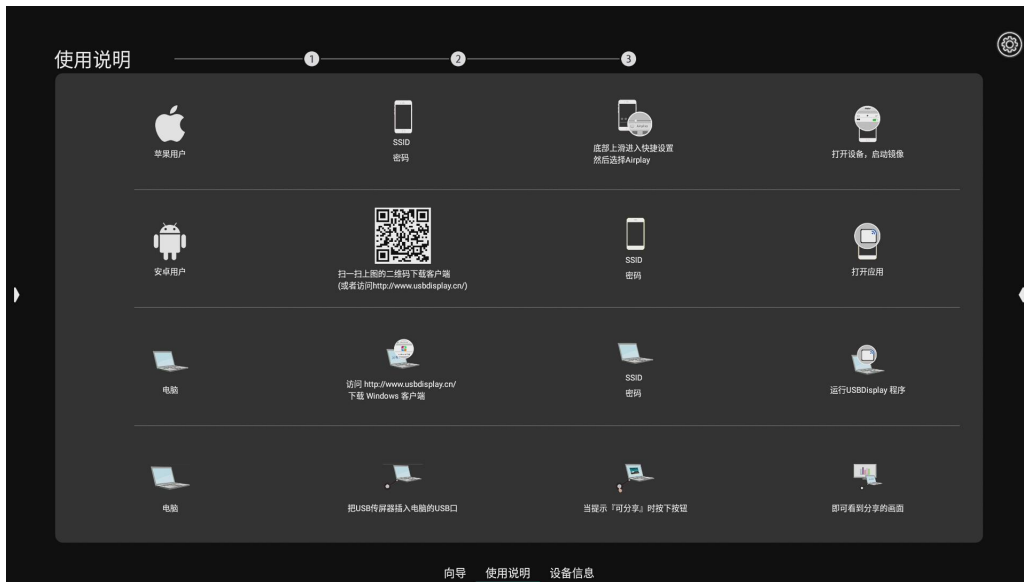 使用说明
1
2
3
苹果用户
SSID
密码
底部上滑进入快捷设置
然后选择Airplay
打开设备，启动镜像
安卓用户
扫一扫上图的二维码下载客户端
(或者访问http://www.usbdisplay.cn/)
SSID
密码
打开应用
电脑
访问 http://www.usbdisplay.cn/
下载 Windows 客户端
SSID
密码
运行USBDisplay 程序
电脑
把USB传屏器插入电脑的USB口
当提示『可分享』时按下按钮
即可看到分享的画面
向导
使用说明
设备信息